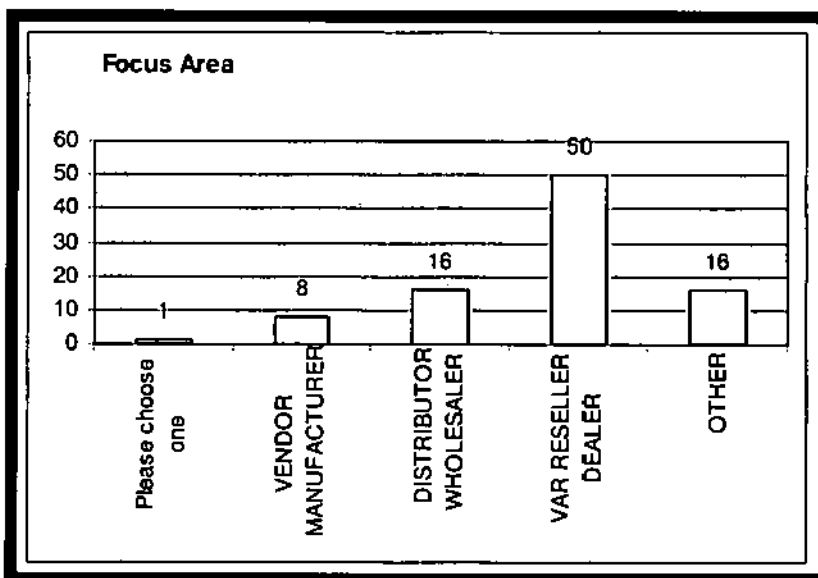 Focus Area
60
50
40
30
20
10
0
1
8
16
50
16
Please choose
one
VENDOR
MANUFACTURER
DISTRIBUTOR
WHOLESALER
VAR RESELLER
DEALER
OTHER